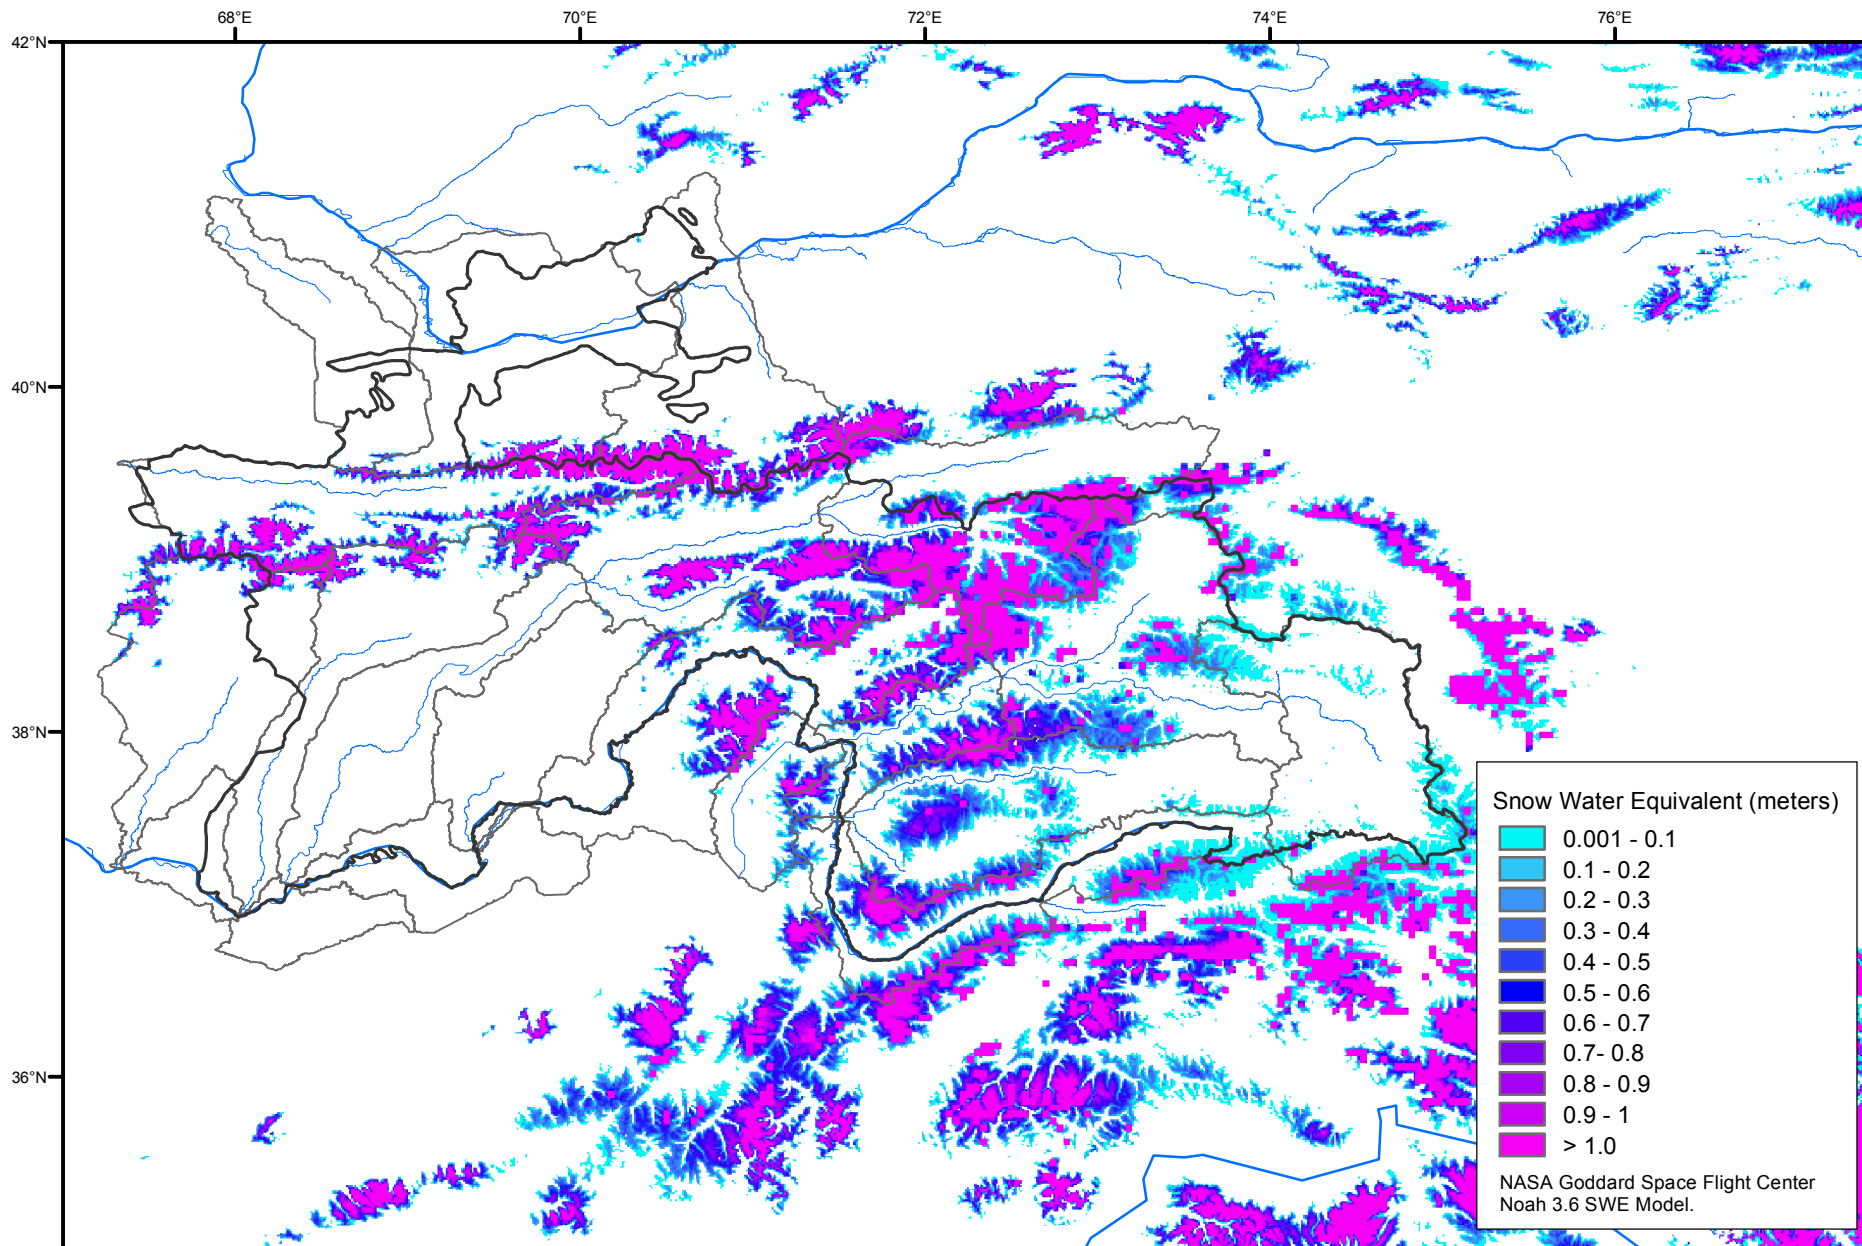 68°E 70°E 72°E 74°E 76°E
42°N
40°N
38°N
36°N
Snow Water Equivalent (meters)
0.001 - 0.1
0.1 - 0.2
0.2 - 0.3
0.3 - 0.4
0.4 - 0.5
0.5 - 0.6
0.6 - 0.7
0.7- 0.8
0.8 - 0.9
0.9 - 1
> 1.0
NASA Goddard Space Flight Center
Noah 3.6 SWE Model.